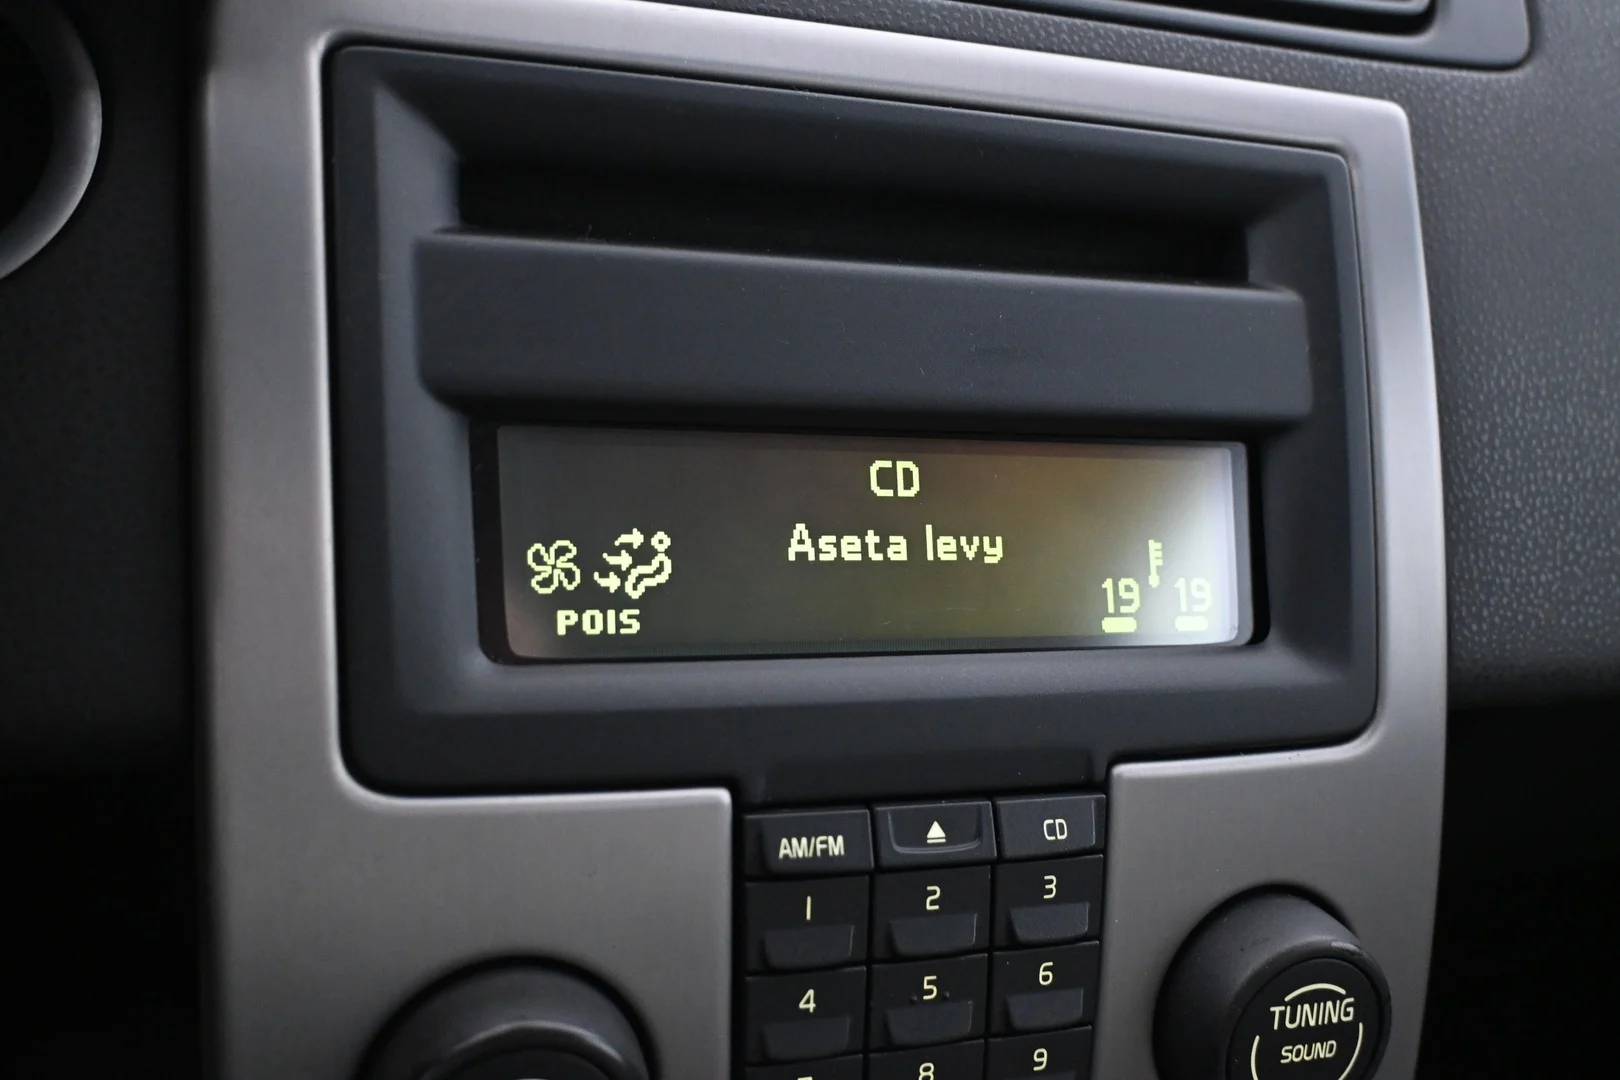 CD
Aseta levy
POIS
19 19
AM/FM
CD
1 2 3
4 5 6
8 9
TUNING
SOUND